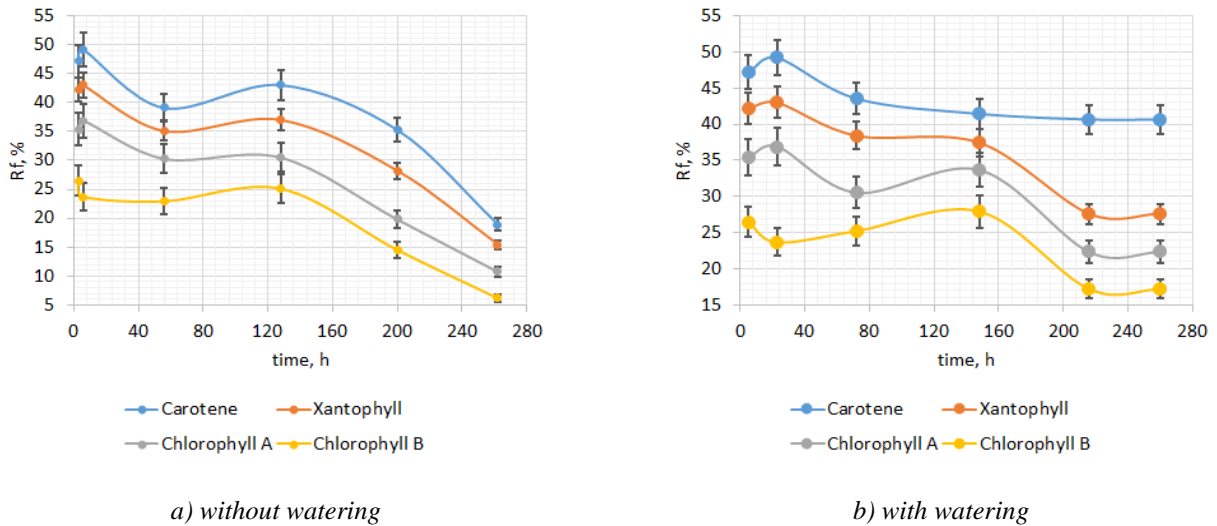 55
50
45
40
35
30
25
20
15
10
5
Rf, %
0 40 80 120 160 200 240 280
time, h
Carotene Xantophyll
Chlorophyll A Chlorophyll B
a) without watering
55
50
45
40
35
30
25
20
15
Rf, %
0 40 80 120 160 200 240 280
time, h
Carotene Xantophyll
Chlorophyll A Chlorophyll B
b) with watering